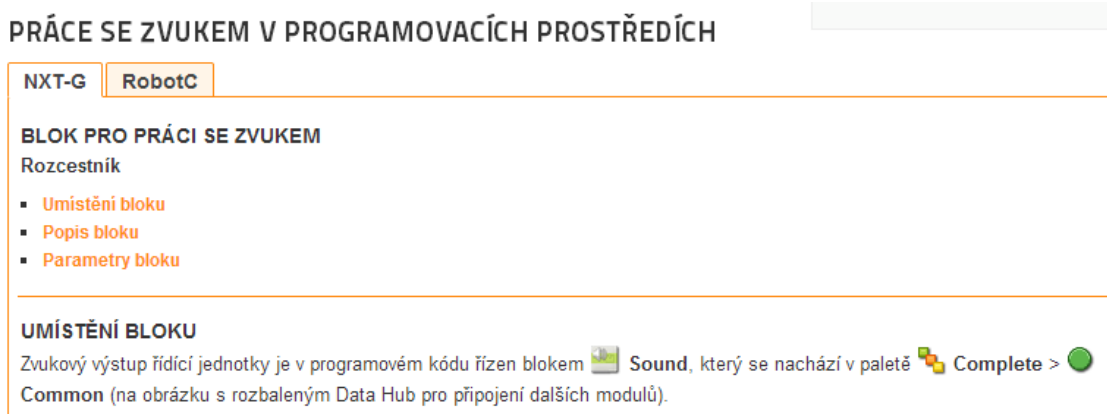 PRÁCE SE ZVUKEM V PROGRAMOVACÍCH PROSTŘEDÍCH
NXT-G RobotC
BLOK PRO PRÁCI SE ZVUKEM
Rozcestník
Umístění bloku
Popis bloku
Parametry bloku
UMÍSTĚNÍ BLOKU
Zvukový výstup řídící jednotky je v programovém kódu řízen blokem Sound, který se nachází v paletě Complete >
Common (na obrázku s rozbaleným Data Hub pro připojení dalších modulů).